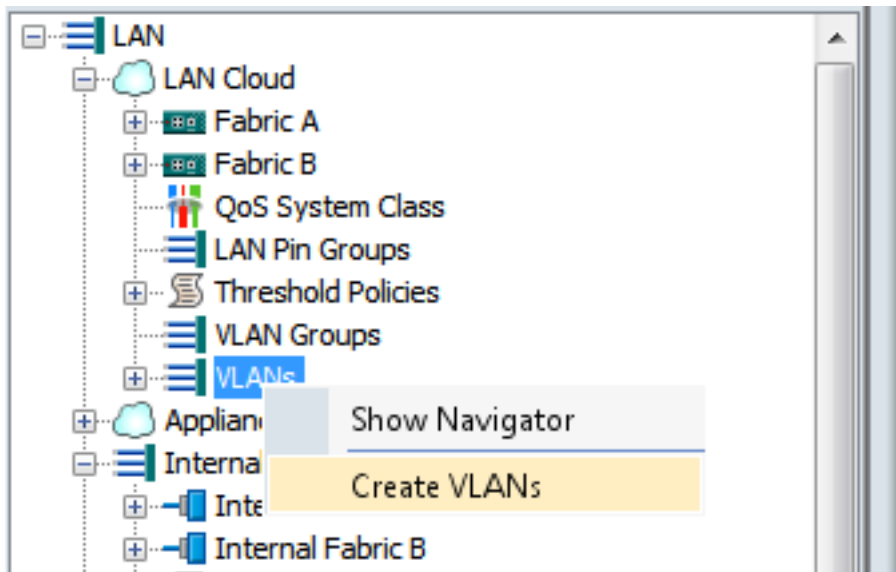 LAN
LAN Cloud
Fabric A
Fabric B
QoS System Class
LAN Pin Groups
Threshold Policies
VLAN Groups
VLANs
Show Navigator
Create VLANs
Internal Fabric B